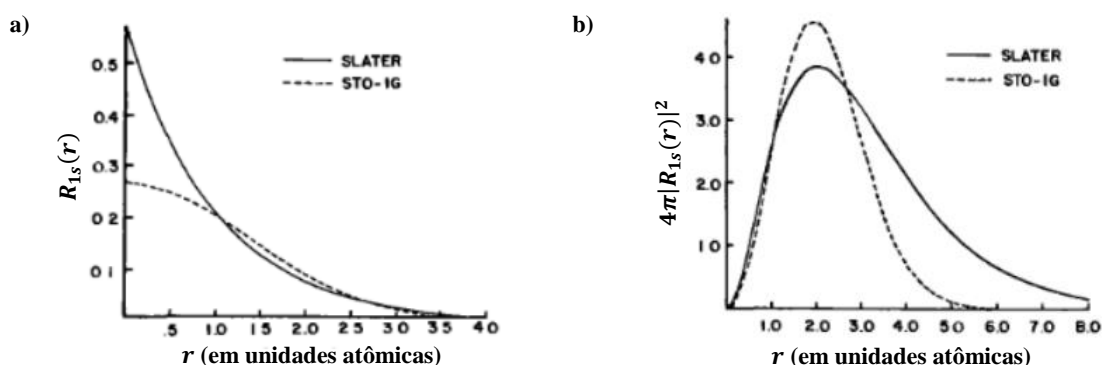 a)
R₁ₛ(r)
0.5
0.4
0.3
0.2
0.1
SLATER
STO-1G
.5 1.0 1.5 2.0 2.5 3.0 3.5 4.0
r (em unidades atômicas)
b)
4π|R₁ₛ(r)|²
4.0
3.0
2.0
1.0
SLATER
STO-1G
1.0 2.0 3.0 4.0 5.0 6.0 7.0 8.0
r (em unidades atômicas)